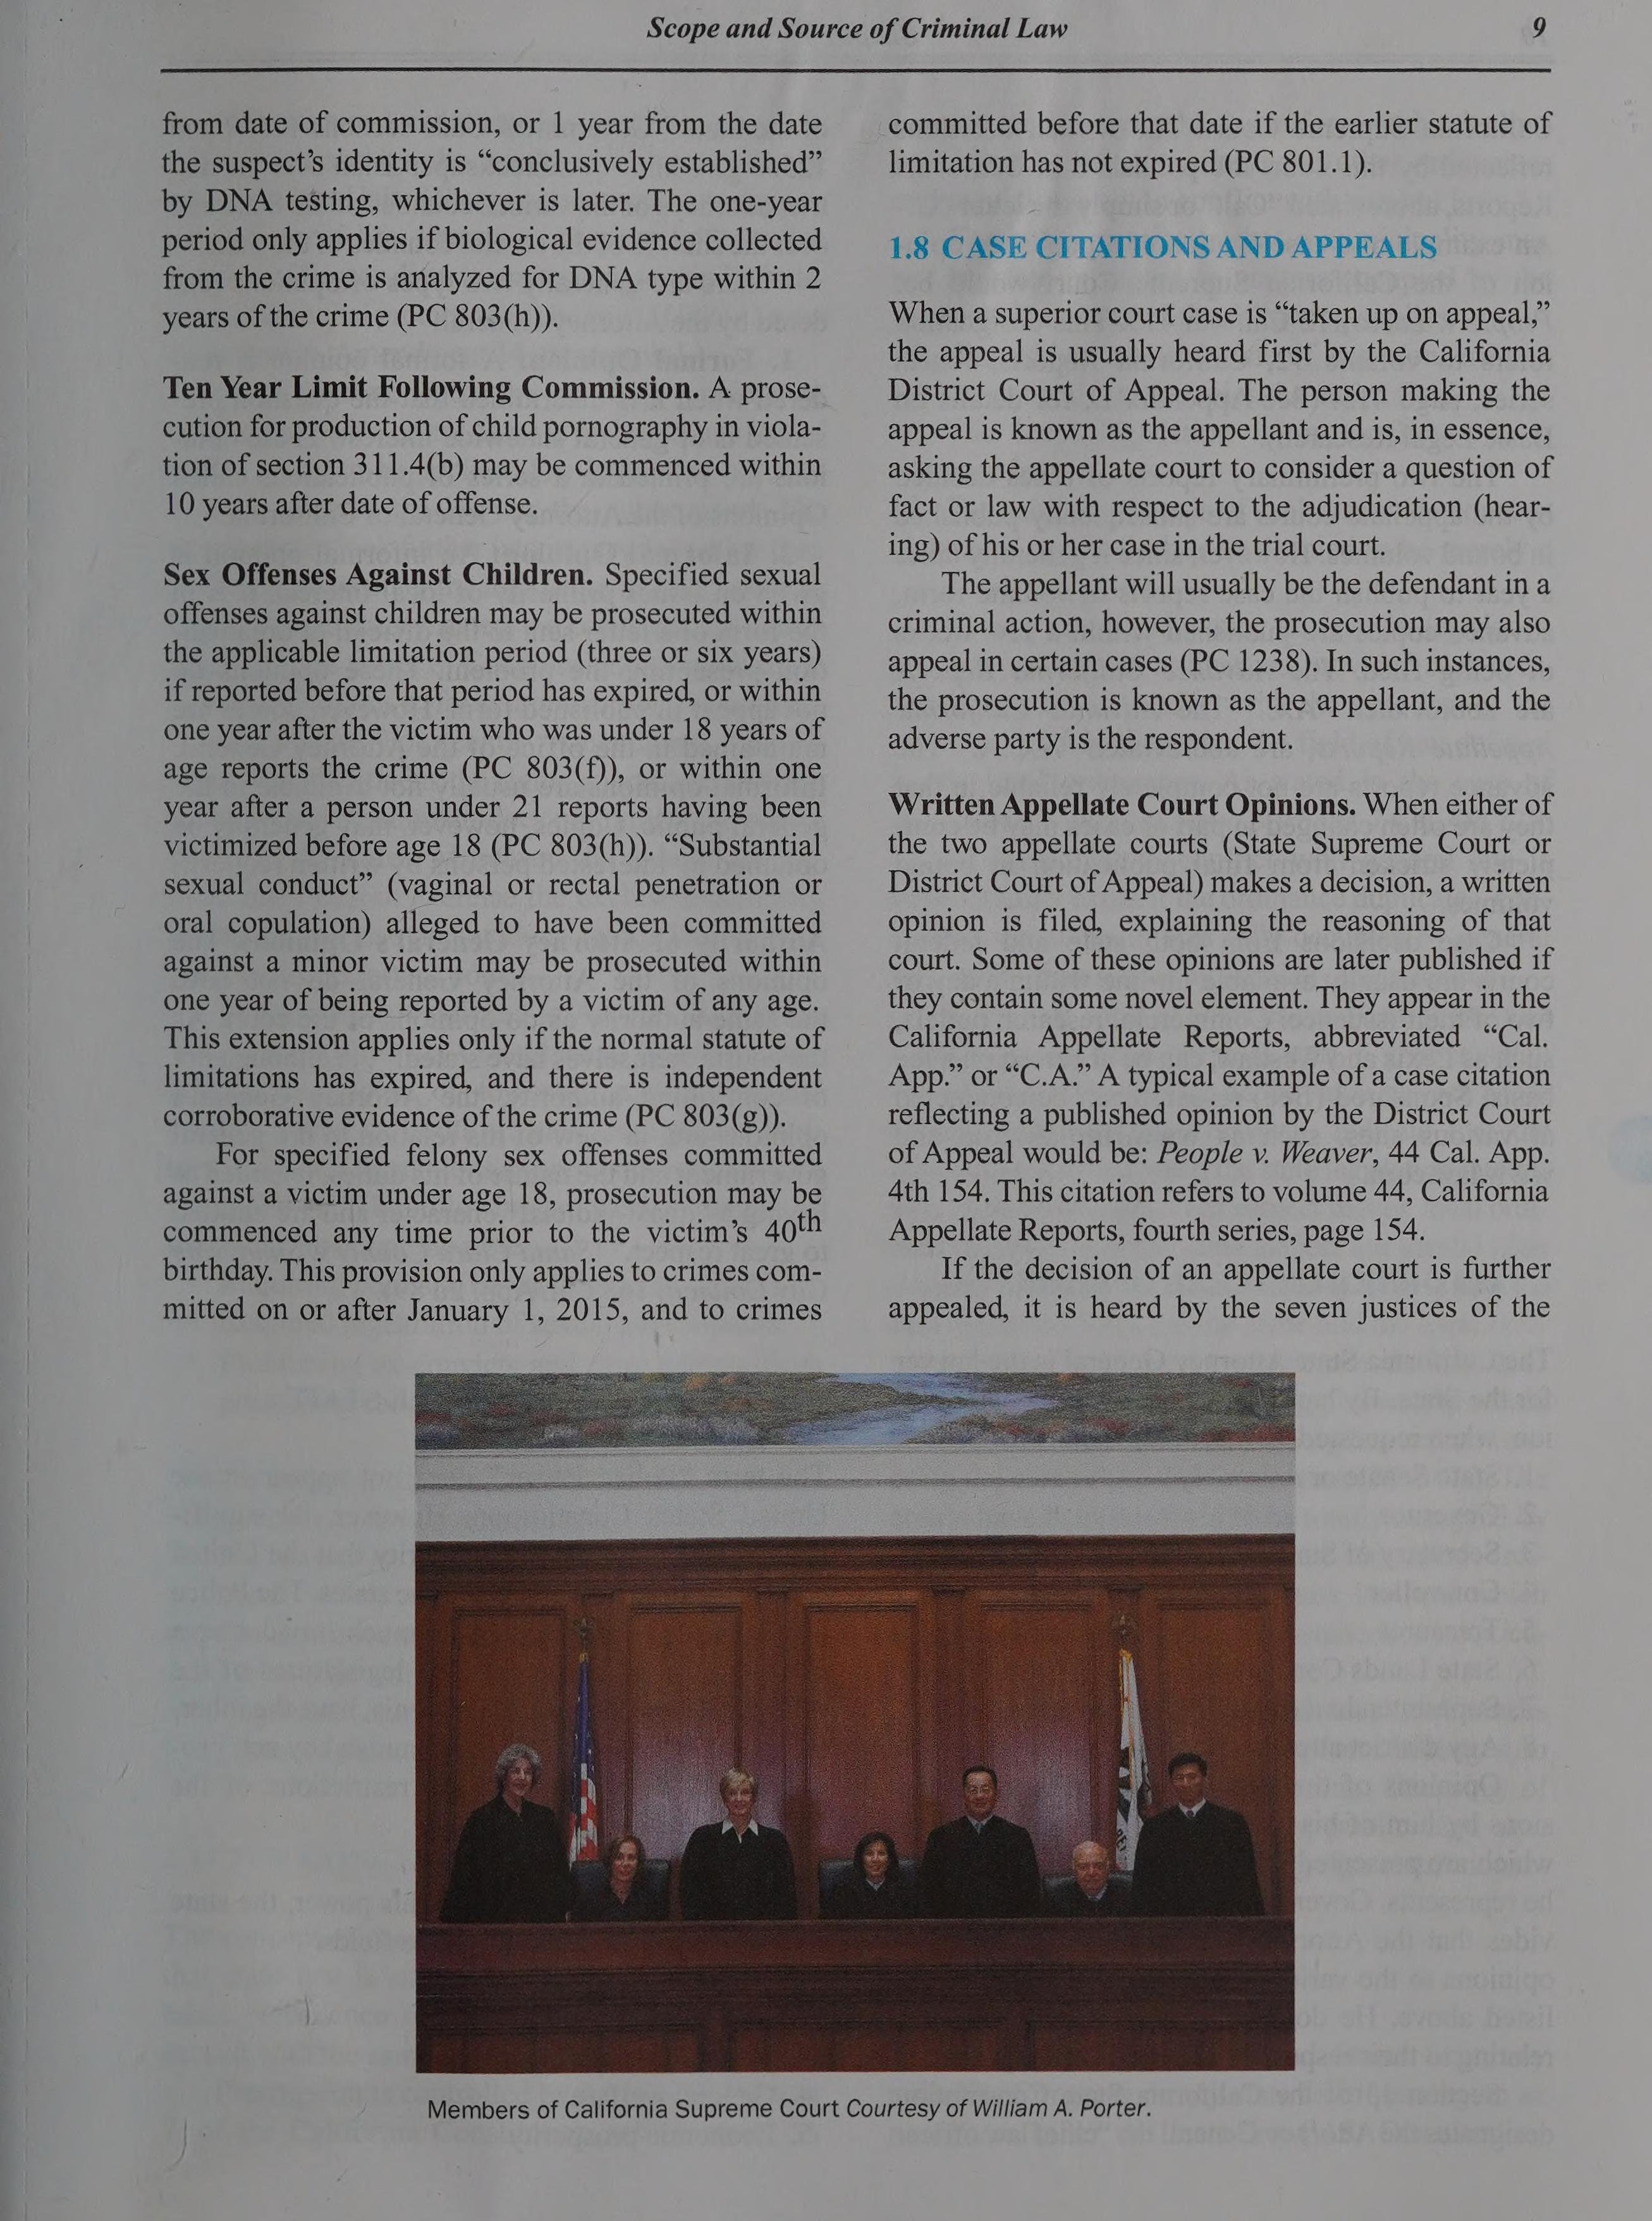 Scope and Source of Criminal Law
9
from date of commission, or 1 year from the date
the suspect's identity is “conclusively established”
by DNA testing, whichever is later. The one-year
period only applies if biological evidence collected
from the crime is analyzed for DNA type within 2
years of the crime (PC 803(h)).
Ten Year Limit Following Commission. A prose-
cution for production of child pornography in viola-
tion of section 311.4(b) may be commenced within
10 years after date of offense.
Sex Offenses Against Children. Specified sexual
offenses against children may be prosecuted within
the applicable limitation period (three or six years)
if reported before that period has expired, or within
one year after the victim who was under 18 years of
age reports the crime (PC 803(f)), or within one
year after a person under 21 reports having been
victimized before age 18 (PC 803(h)). “Substantial
sexual conduct” (vaginal or rectal penetration or
oral copulation) alleged to have been committed
against a minor victim may be prosecuted within
one year of being reported by a victim of any age.
This extension applies only if the normal statute of
limitations has expired, and there is independent
corroborative evidence of the crime (PC 803(g)).
For specified felony sex offenses committed
against a victim under age 18, prosecution may be
commenced any time prior to the victim's 40th
birthday. This provision only applies to crimes com-
mitted on or after January 1, 2015, and to crimes
committed before that date if the earlier statute of
limitation has not expired (PC 801.1).
1.8 CASE CITATIONS AND APPEALS
When a superior court case is “taken up on appeal,”
the appeal is usually heard first by the California
District Court of Appeal. The person making the
appeal is known as the appellant and is, in essence,
asking the appellate court to consider a question of
fact or law with respect to the adjudication (hear-
ing) of his or her case in the trial court.
The appellant will usually be the defendant in a
criminal action, however, the prosecution may also
appeal in certain cases (PC 1238). In such instances,
the prosecution is known as the appellant, and the
adverse party is the respondent.
Written Appellate Court Opinions. When either of
the two appellate courts (State Supreme Court or
District Court of Appeal) makes a decision, a written
opinion is filed, explaining the reasoning of that
court. Some of these opinions are later published if
they contain some novel element. They appear in the
California Appellate Reports, abbreviated “Cal.
App.” or “C.A.” A typical example of a case citation
reflecting a published opinion by the District Court
of Appeal would be: People v. Weaver, 44 Cal. App.
4th 154. This citation refers to volume 44, California
Appellate Reports, fourth series, page 154.
If the decision of an appellate court is further
appealed, it is heard by the seven justices of the
Members of California Supreme Court Courtesy of William A. Porter.